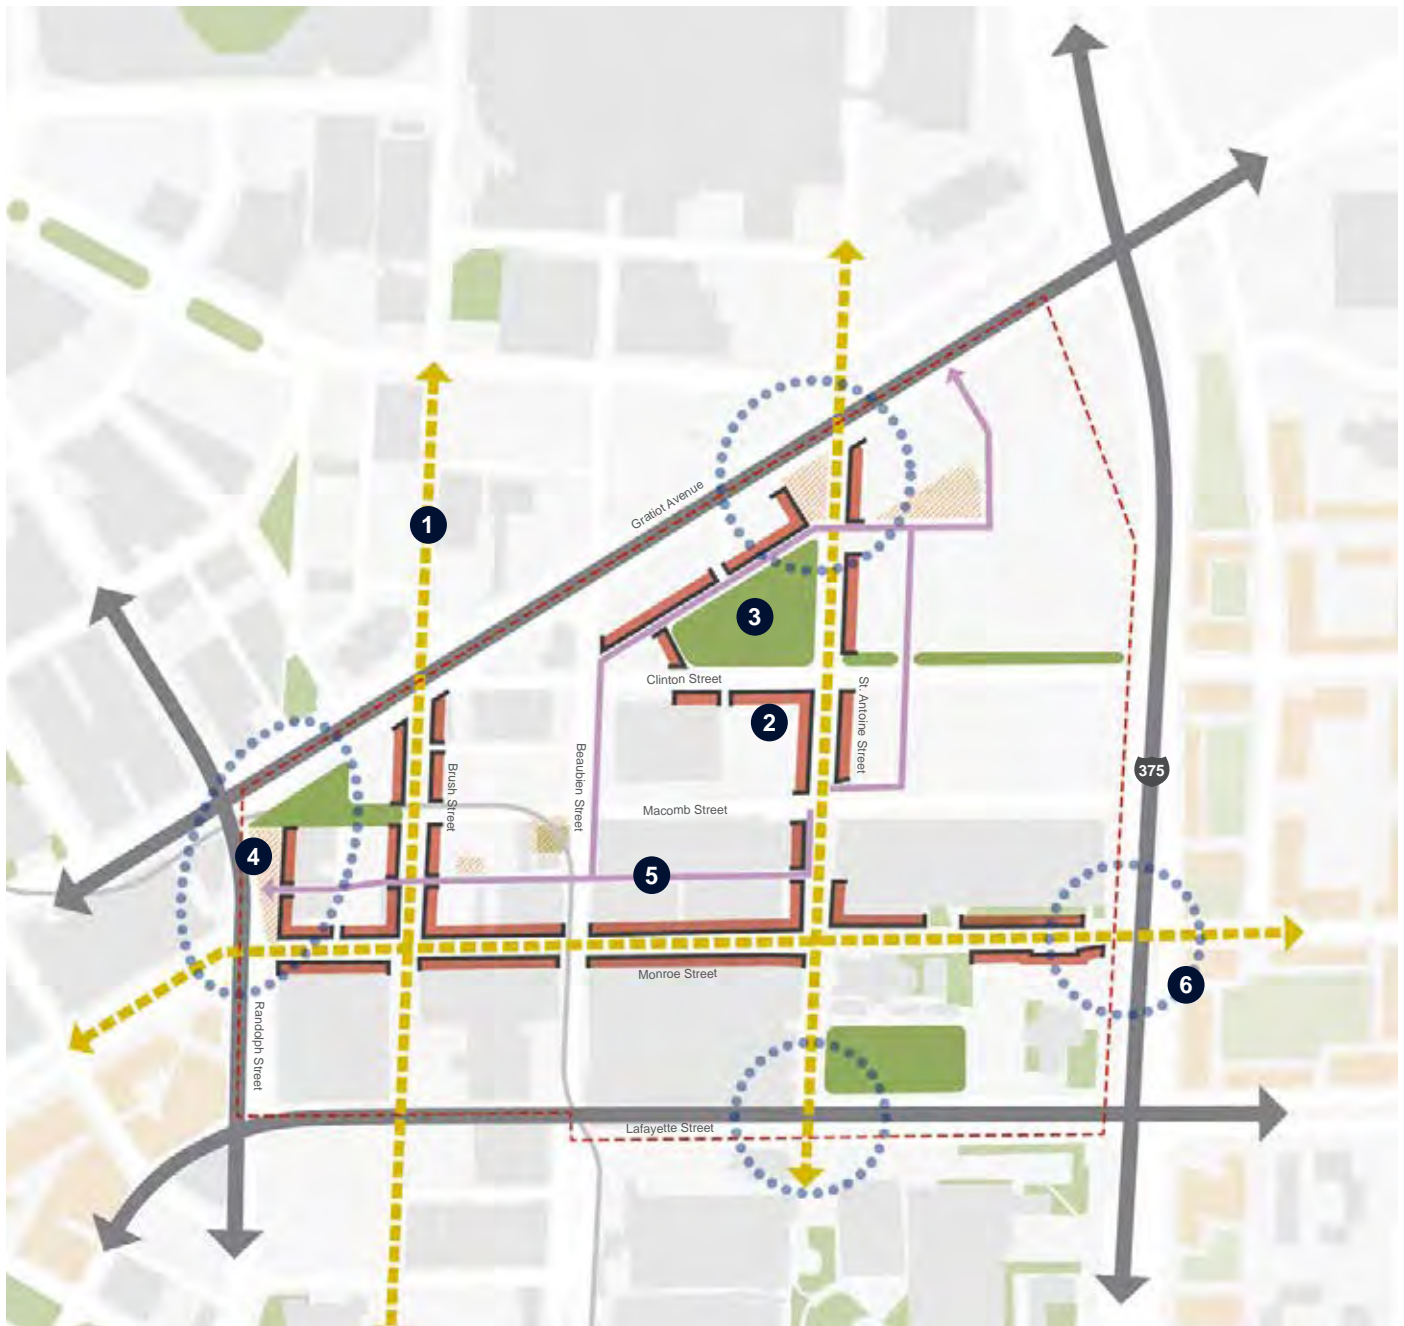 1
Gratiot Avenue
3
Clinton Street
St. Antoine Street
2
Beaubien Street
Brush Street
375
Macomb Street
4
5
Monroe Street
6
Randolph Street
Lafayette Street